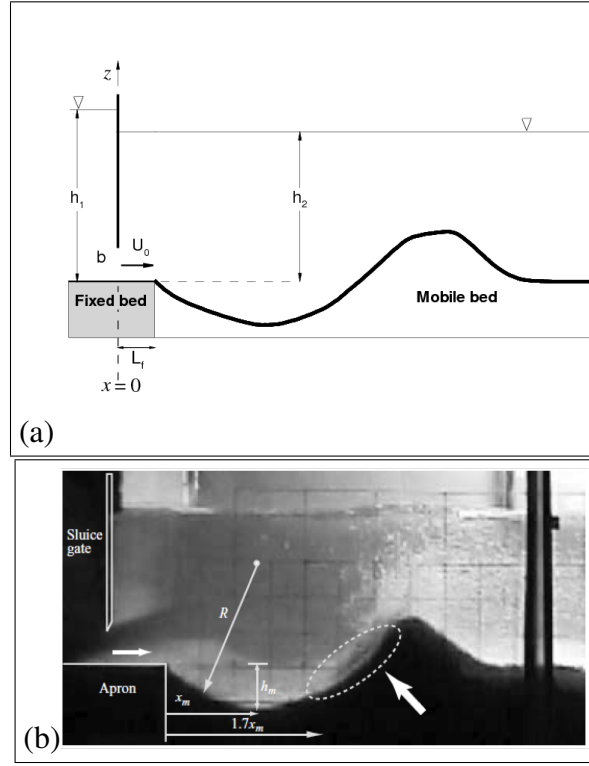 z
h1
h2
b
U0
Fixed bed
Mobile bed
Lf
x = 0
(a)
Sluice
gate
R
Apron
xm
hm
1.7xm
(b)